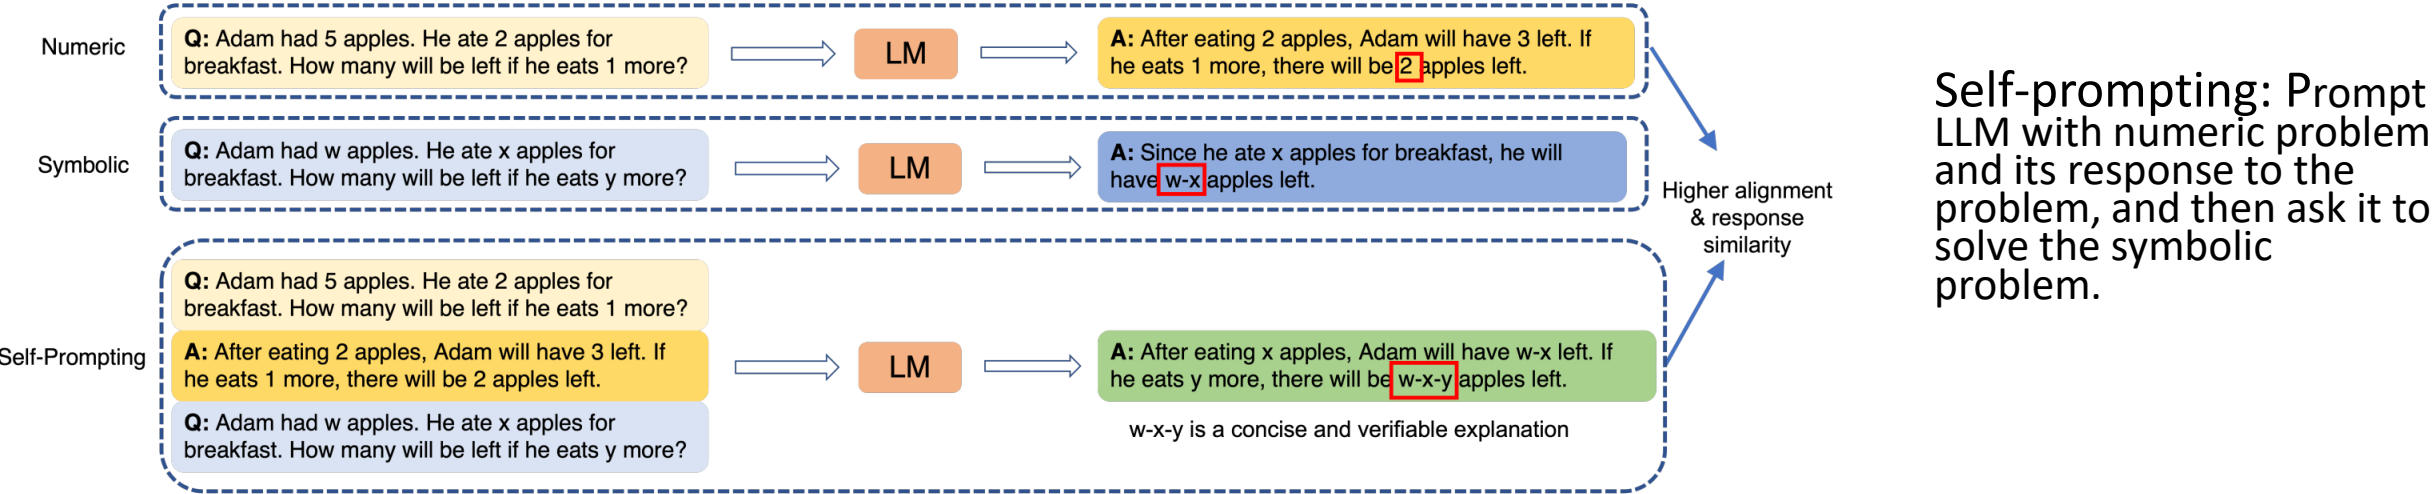 Numeric
Q: Adam had 5 apples. He ate 2 apples for
breakfast. How many will be left if he eats 1 more?
LM
A: After eating 2 apples, Adam will have 3 left. If
he eats 1 more, there will be 2 apples left.
Symbolic
Q: Adam had w apples. He ate x apples for
breakfast. How many will be left if he eats y more?
LM
A: Since he ate x apples for breakfast, he will
have w-x apples left.
Higher alignment
& response
similarity
Self-Prompting
Q: Adam had 5 apples. He ate 2 apples for
breakfast. How many will be left if he eats 1 more?
A: After eating 2 apples, Adam will have 3 left. If
he eats 1 more, there will be 2 apples left.
Q: Adam had w apples. He ate x apples for
breakfast. How many will be left if he eats y more?
LM
A: After eating x apples, Adam will have w-x left. If
he eats y more, there will be w-x-y apples left.
w-x-y is a concise and verifiable explanation
Self-prompting: Prompt
LLM with numeric problem
and its response to the
problem, and then ask it to
solve the symbolic
problem.